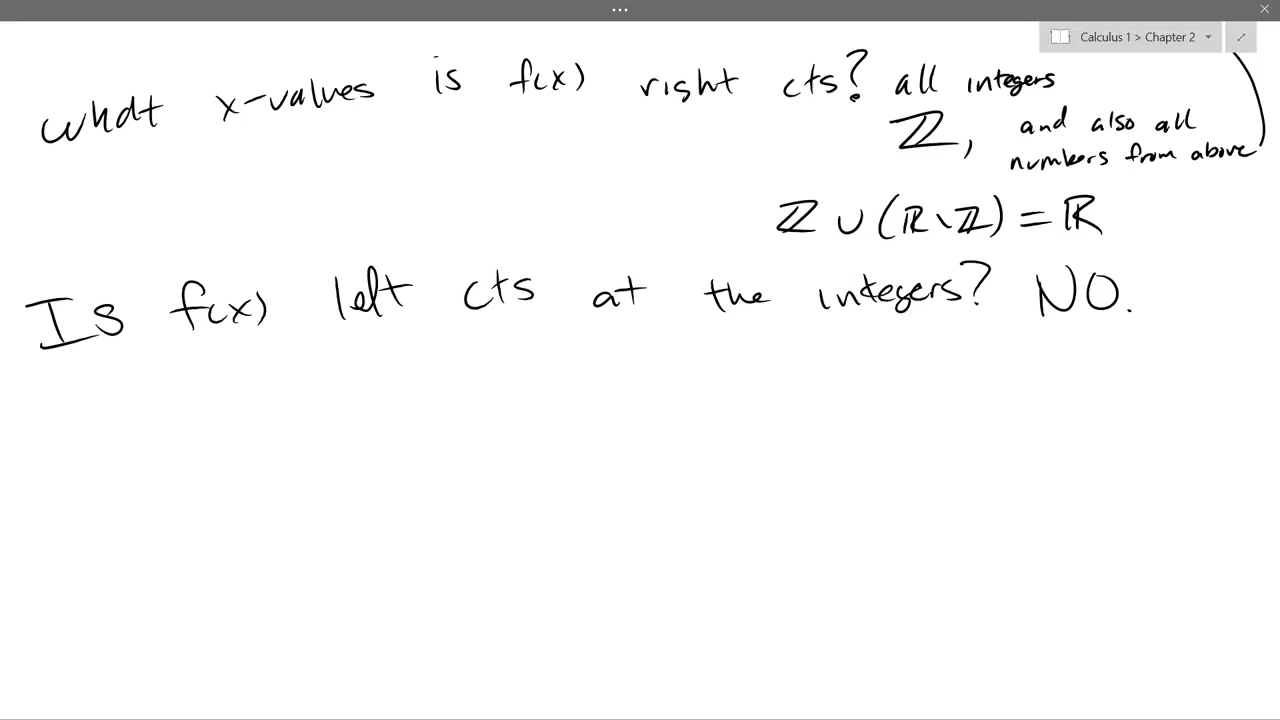 Calculus 1 > Chapter 2
What x-values is f(x) right cts? all integers
ℤ, and also all
numbers from above
ℤ ∪ (ℝ \ ℤ) = ℝ
Is f(x) left cts at the integers? NO.